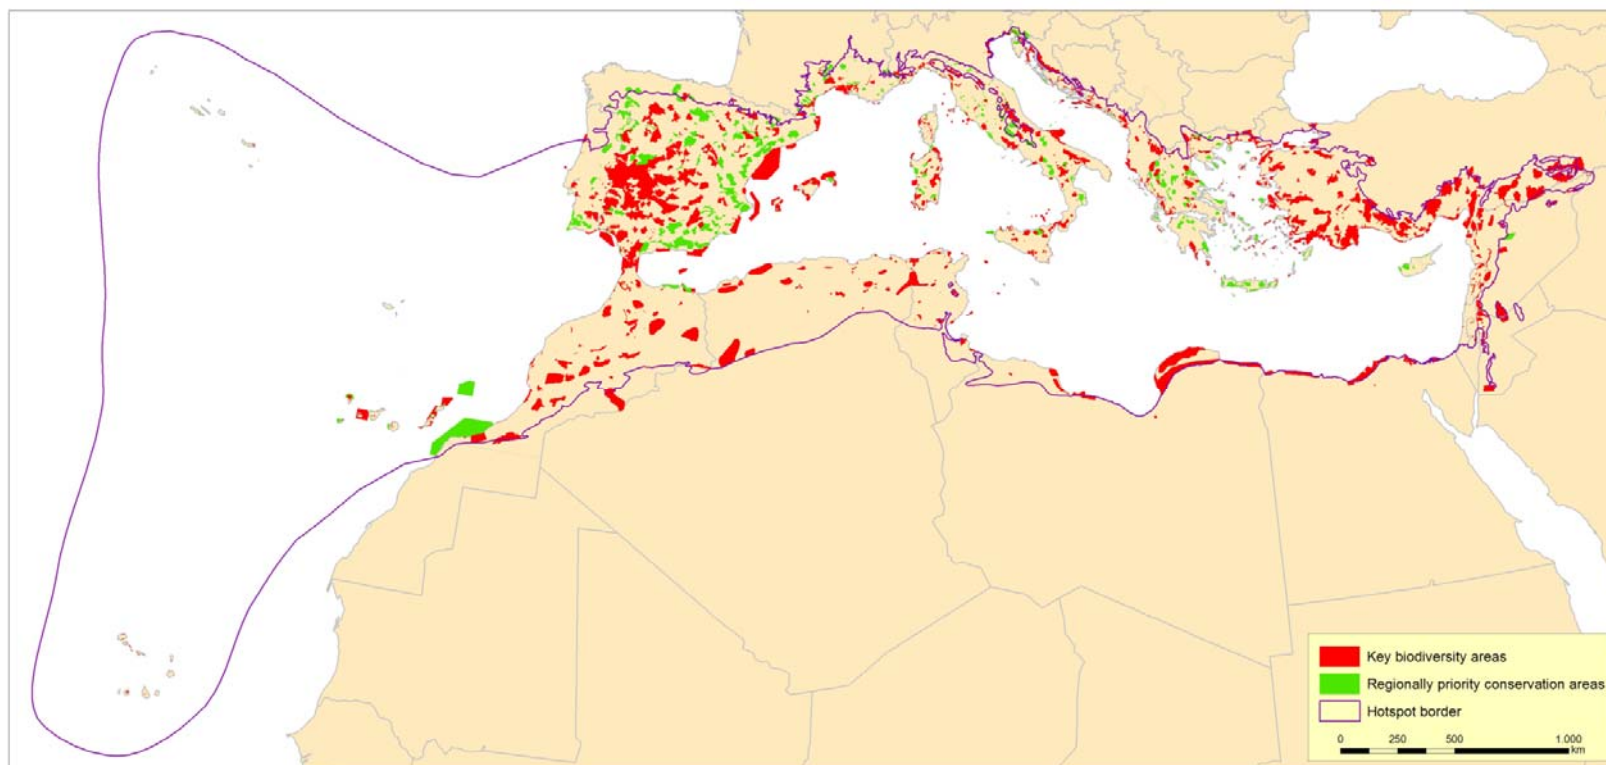 Key biodiversity areas
Regionally priority conservation areas
Hotspot border
0 250 500 1.000
km